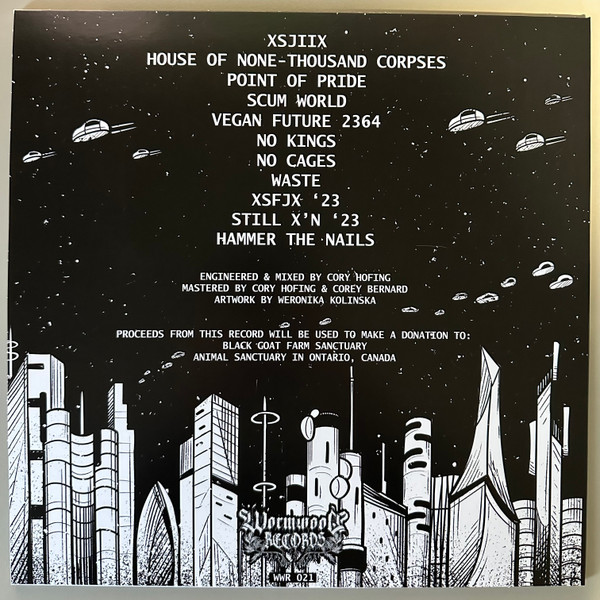 XSJIIX
HOUSE OF NONE-THOUSAND CORPSES
POINT OF PRIDE
SCUM WORLD
VEGAN FUTURE 2364
NO KINGS
NO CAGES
WASTE
XSFJX ‘23
STILL X’N ‘23
HAMMER THE NAILS
ENGINEERED & MIXED BY CORY HOFING
MASTERED BY CORY HOFING & COREY BERNARD
ARTWORK BY WERONIKA KOLINSKA
PROCEEDS FROM THIS RECORD WILL BE USED TO MAKE A DONATION TO:
BLACK GOAT FARM SANCTUARY
ANIMAL SANCTUARY IN ONTARIO, CANADA
Wormwood
RECORDS
WWR 021